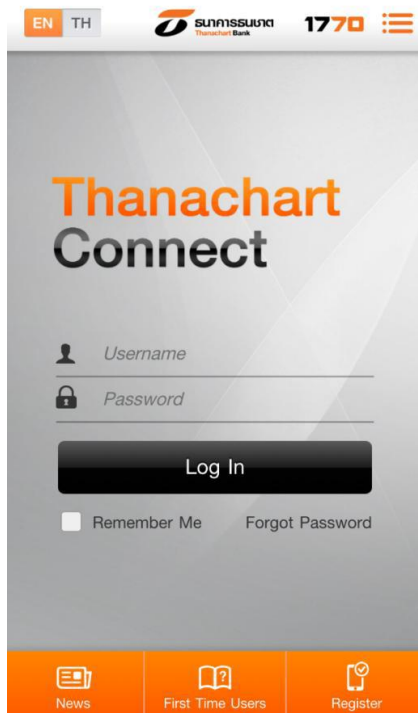 EN TH
ธนาคารธนชาต
Thanachart Bank
1770
Thanachart
Connect
Username
Password
Log In
Remember Me Forgot Password
News First Time Users Register